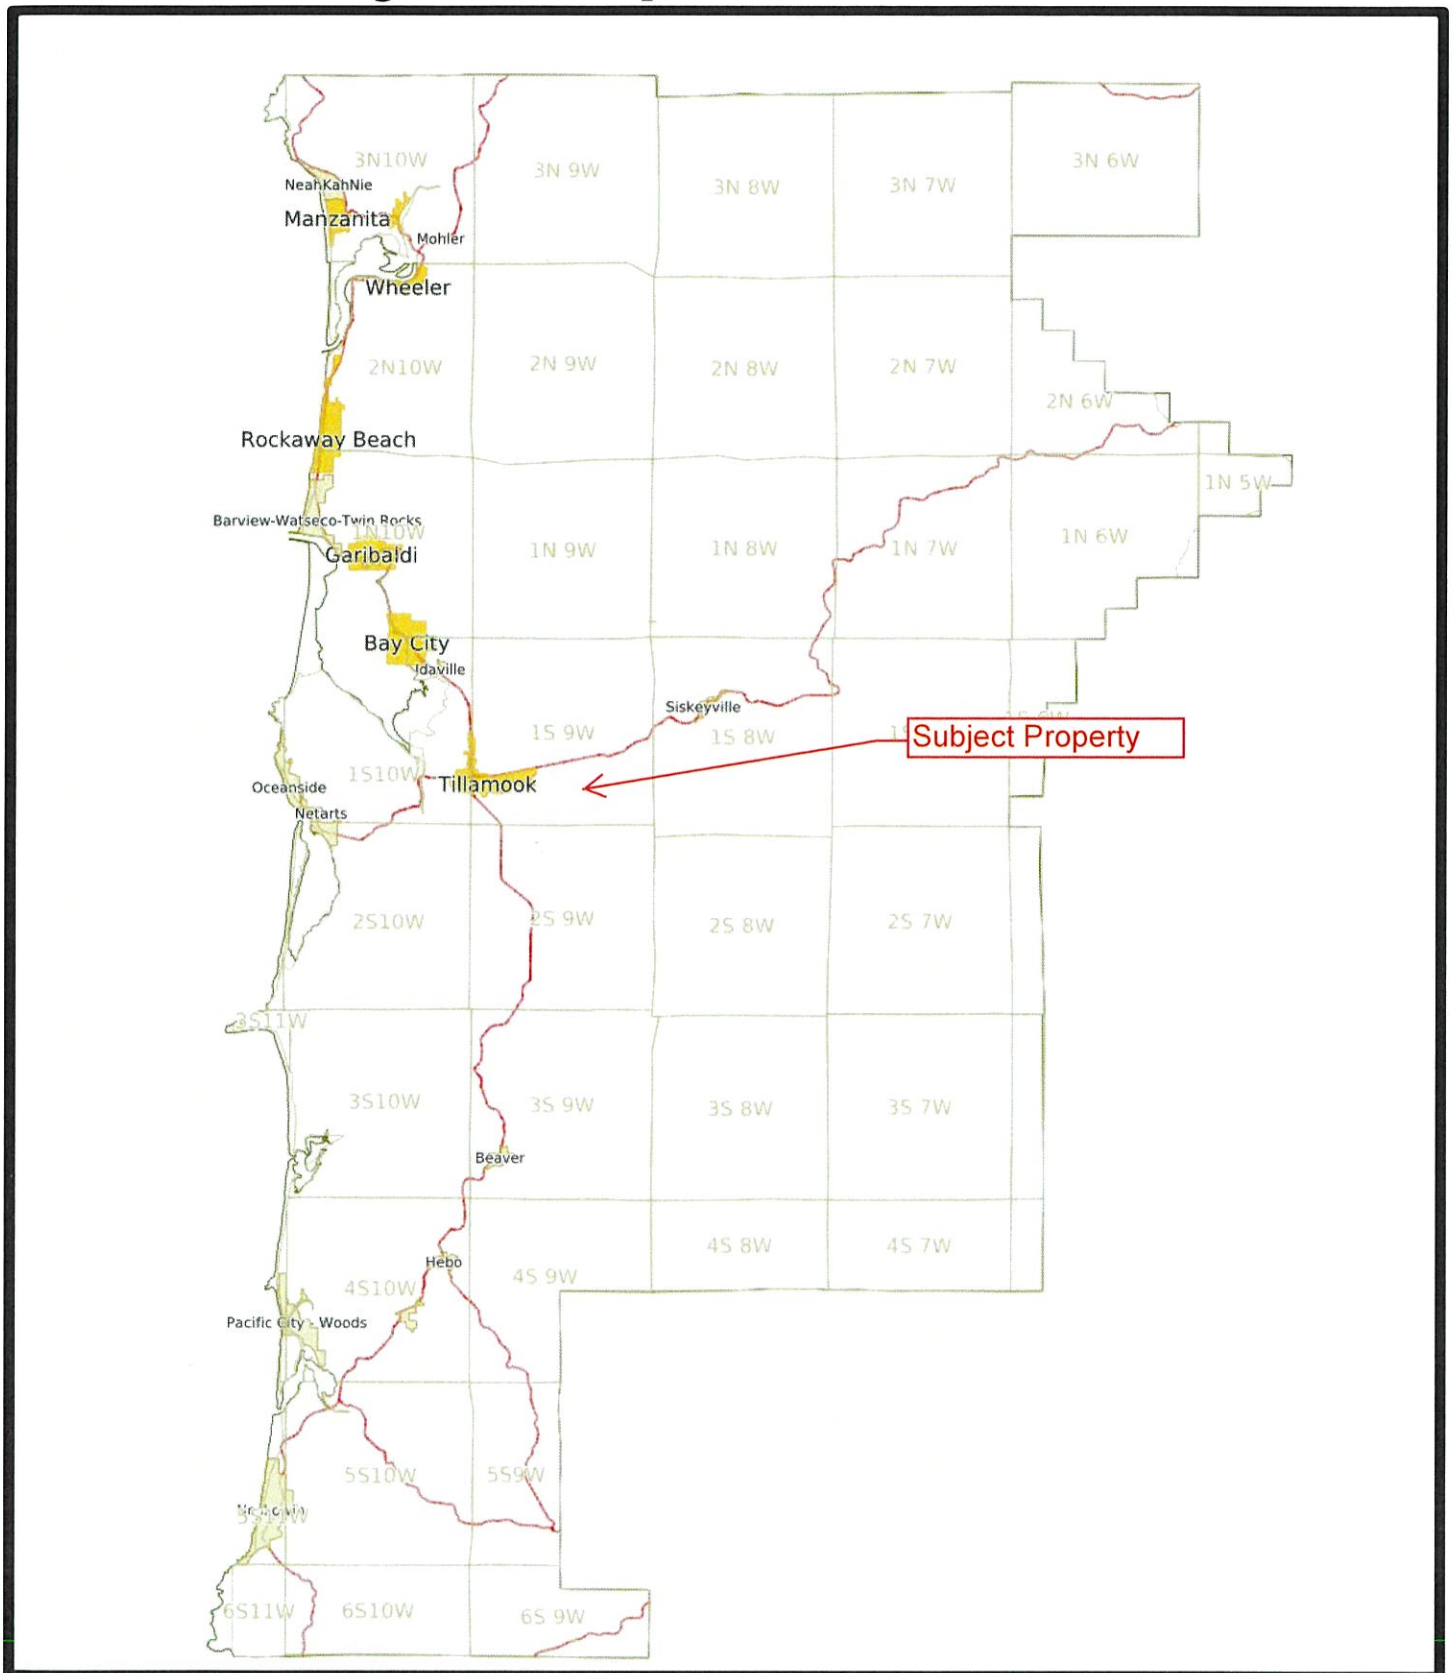 3N10W
3N 9W
3N 8W
3N 7W
3N 6W
NeahKahNie
Manzanita
Mohler
Wheeler
2N10W
2N 9W
2N 8W
2N 7W
2N 6W
Rockaway Beach
1N 5W
Barview-Watseco-Twin Rocks
1N10W
Garibaldi
1N 9W
1N 8W
1N 7W
1N 6W
Bay City
Idaville
Siskeyville
1S 9W
1S 8W
Subject Property
1S10W
Tillamook
Oceanside
Netarts
2S10W
2S 9W
2S 8W
2S 7W
3S11W
3S10W
3S 9W
3S 8W
3S 7W
Beaver
4S 8W
4S 7W
Hebo
4S10W
4S 9W
Pacific City - Woods
5S10W
5S9W
5S11W
6S11W
6S10W
6S 9W